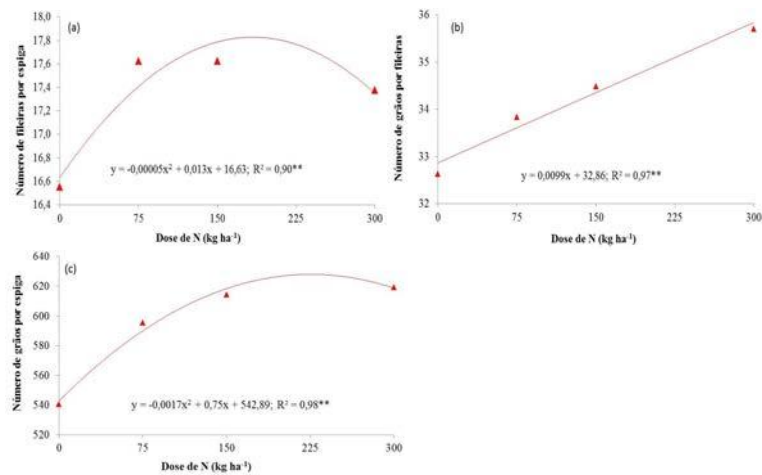 (a)
Número de fileiras por espiga
18,0
17,8
17,6
17,4
17,2
17,0
16,8
16,6
16,4
y = -0,00005x² + 0,013x + 16,63; R² = 0,90**
0 75 150 225 300
Dose de N (kg ha⁻¹)
(b)
Número de grãos por fileiras
36
35
34
33
32
y = 0,0099x + 32,86; R² = 0,97**
0 75 150 225 300
Dose de N (kg ha⁻¹)
(c)
Número de grãos por espiga
640
620
600
580
560
540
520
y = -0,0017x² + 0,75x + 542,89; R² = 0,98**
0 75 150 225 300
Dose de N (kg ha⁻¹)